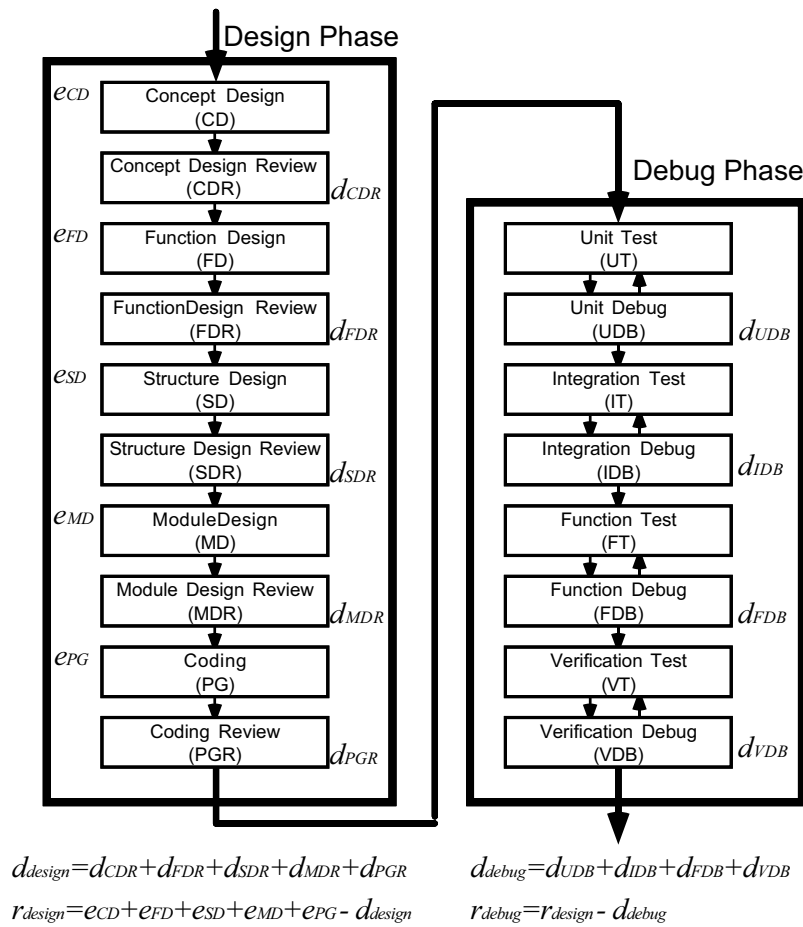 Design Phase
eCD
Concept Design
(CD)
Concept Design Review
(CDR)
dCDR
eFD
Function Design
(FD)
FunctionDesign Review
(FDR)
dFDR
eSD
Structure Design
(SD)
Structure Design Review
(SDR)
dSDR
eMD
ModuleDesign
(MD)
Module Design Review
(MDR)
dMDR
ePG
Coding
(PG)
Coding Review
(PGR)
dPGR
ddesign=dCDR+dFDR+dSDR+dMDR+dPGR
rdesign=eCD+eFD+eSD+eMD+ePG- ddesign
Debug Phase
Unit Test
(UT)
Unit Debug
(UDB)
dUDB
Integration Test
(IT)
Integration Debug
(IDB)
dIDB
Function Test
(FT)
Function Debug
(FDB)
dFDB
Verification Test
(VT)
Verification Debug
(VDB)
dVDB
ddebug=dUDB+dIDB+dFDB+dVDB
rdebug=rdesign- ddebug